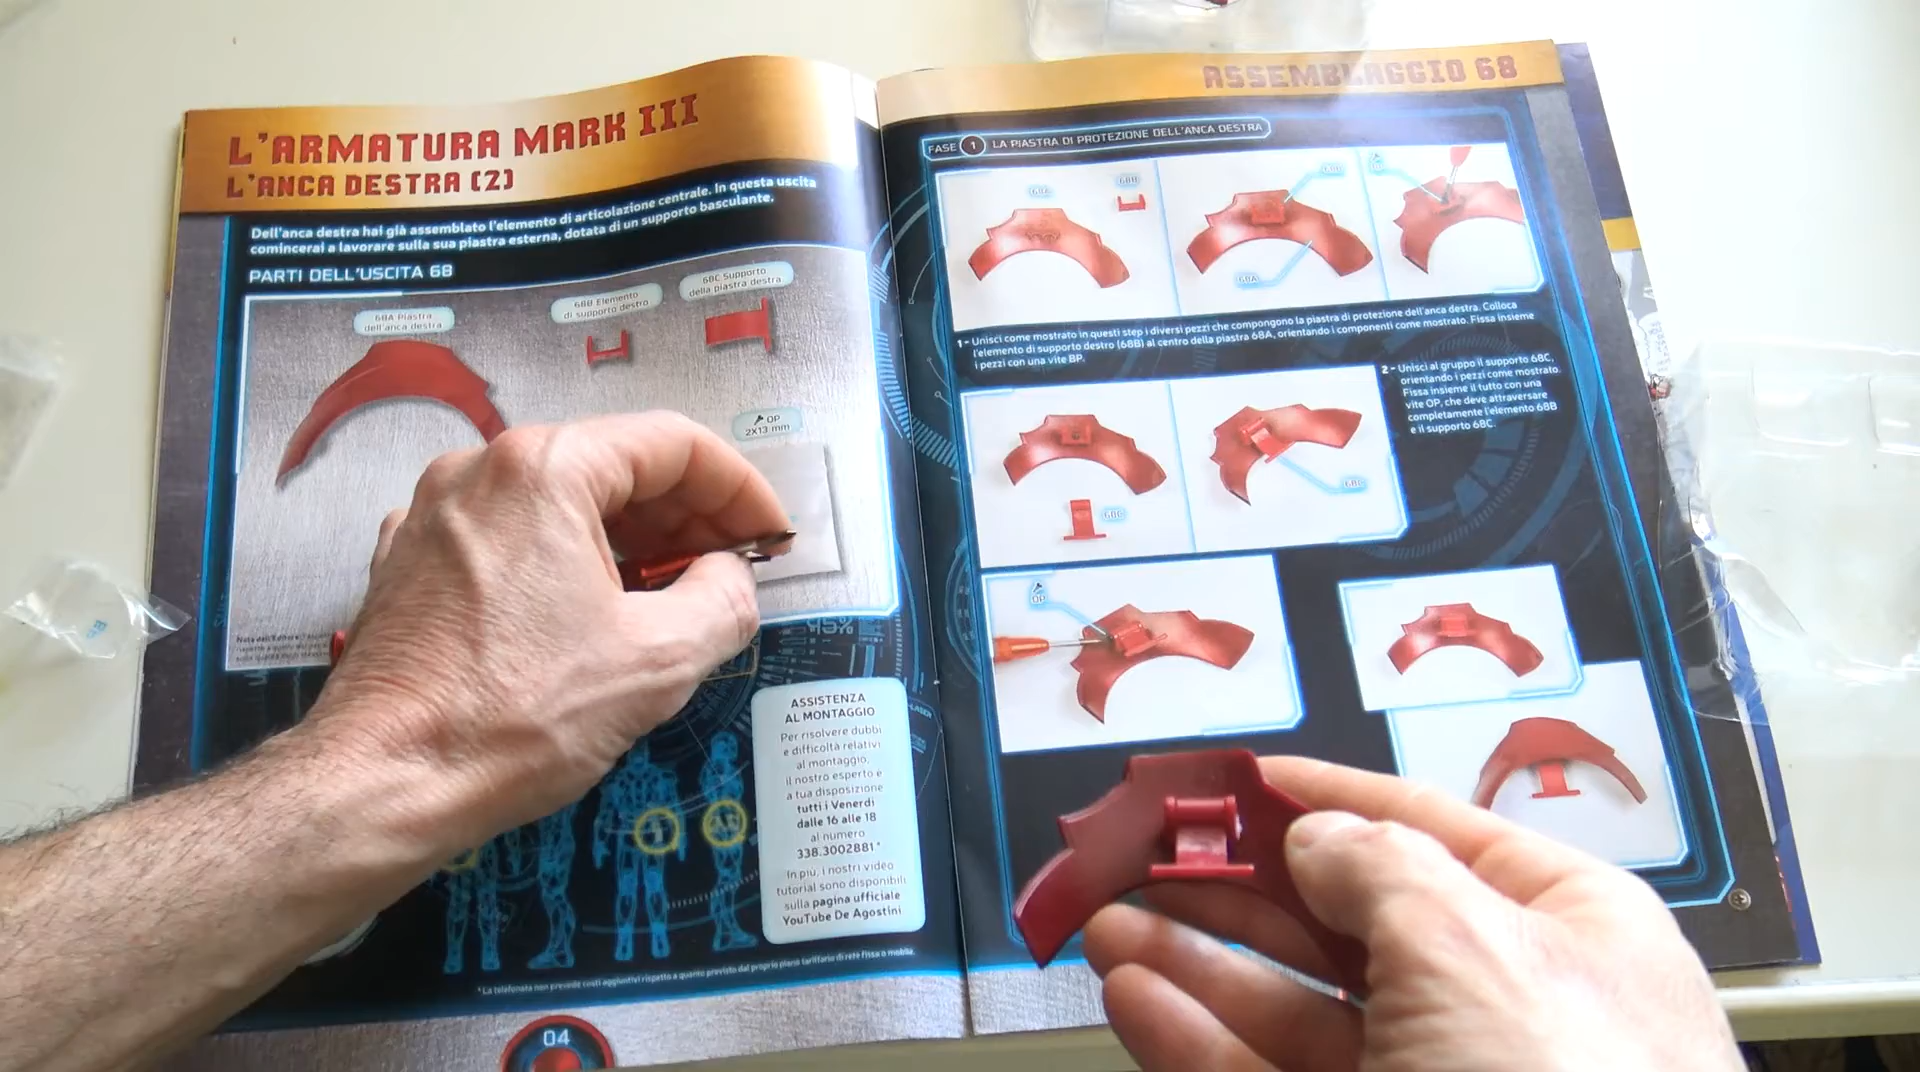 L'ARMATURA MARK III
L'ANCA DESTRA (2)
Dell'anca destra hai già assemblato l'elemento di articolazione centrale. In questa uscita
comincerai a lavorare sulla sua piastra esterna, dotata di un supporto basculante.
PARTI DELL'USCITA 68
68A Piastra
dell'anca destra
68B Elemento
di supporto destro
68C Supporto
della piastra destra
OP
2X13 mm
ASSISTENZA
AL MONTAGGIO
Per risolvere dubbi
e difficoltà relativi
al montaggio,
il nostro esperto è
a tua disposizione
tutti i Venerdì
dalle 16 alle 18
al numero
338.3002881.*
In più, i nostri video
tutorial sono disponibili
sulla pagina ufficiale
YouTube De Agostini
* La telefonata non prevede costi aggiuntivi rispetto a quanto previsto dal proprio piano tariffario di rete fissa o mobile.
04
ASSEMBLAGGIO 68
FASE 1 LA PIASTRA DI PROTEZIONE DELL'ANCA DESTRA
68A
68B
68B
68A
1 - Unisci come mostrato in questi step i diversi pezzi che compongono la piastra di protezione dell'anca destra. Colloca
l'elemento di supporto destro (68B) al centro della piastra 68A, orientando i componenti come mostrato. Fissa insieme
i pezzi con una vite BP.
2 - Unisci al gruppo il supporto 68C,
orientando i pezzi come mostrato.
Fissa insieme il tutto con una
vite OP, che deve attraversare
completamente l'elemento 68B
e il supporto 68C.
68C
68C
OP